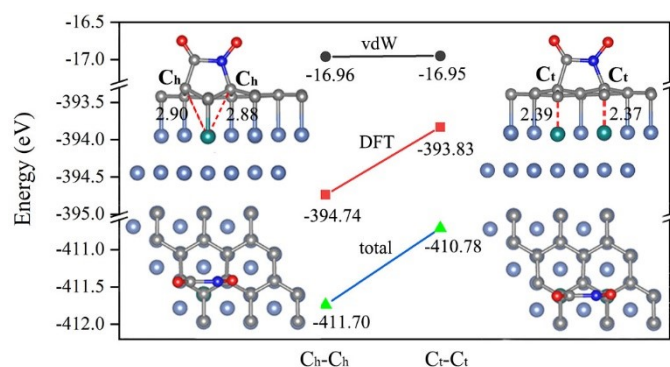 -16.5
-17.0
-393.5
-394.0
-394.5
-395.0
-411.0
-411.5
-412.0
Energy (eV)
vdW
-16.96
-16.95
DFT
-394.74
-393.83
total
-411.70
-410.78
Ch
Ch
2.90
2.88
Ct
Ct
2.39
2.37
Ch-Ch
Ct-Ct